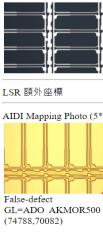 LSR 額外座標
AIDI Mapping Photo (5*
False-defect
GL=ADO AKMOR500
(74788,70082)